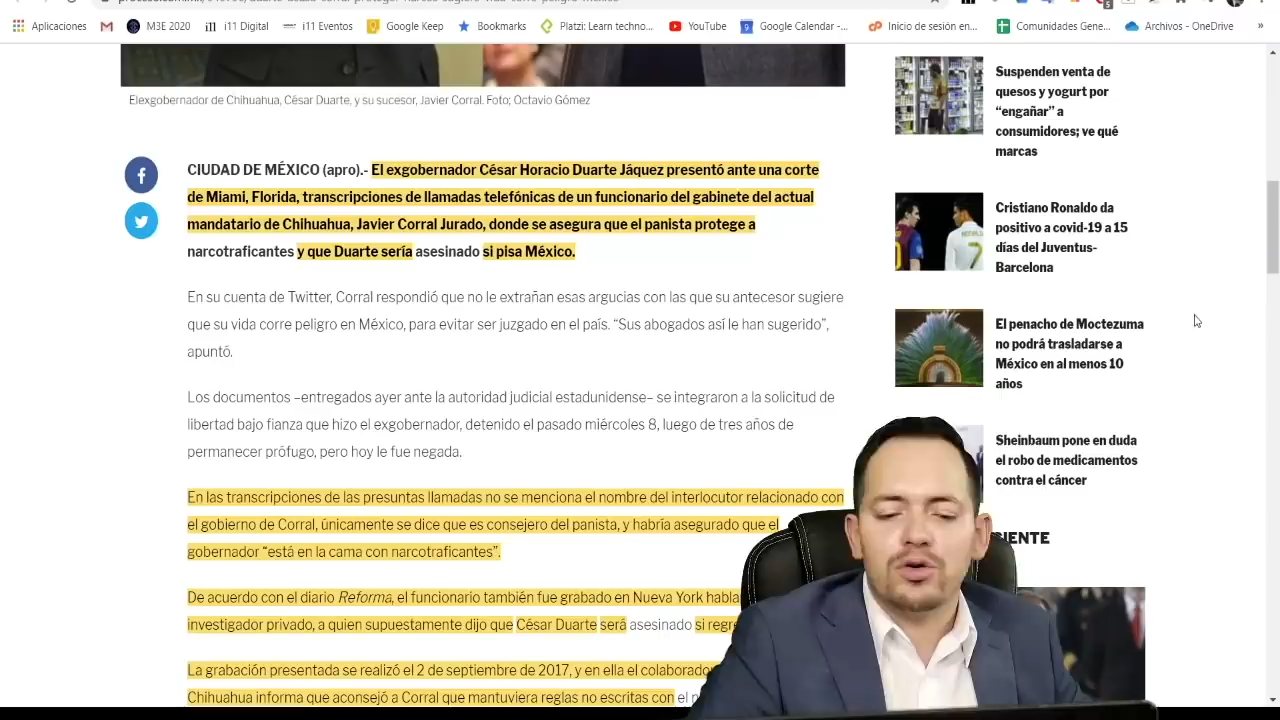 Aplicaciones M3E 2020 i11 Digital i11 Eventos Google Keep Bookmarks Platzi: Learn techno... YouTube Google Calendar -... Inicio de sesión en... Comunidades Gene... Archivos - OneDrive »
Elexgobernador de Chihuahua, César Duarte, y su sucesor, Javier Corral. Foto; Octavio Gómez
CIUDAD DE MÉXICO (apro).- El exgobernador César Horacio Duarte Jáquez presentó ante una corte
de Miami, Florida, transcripciones de llamadas telefónicas de un funcionario del gabinete del actual
mandatario de Chihuahua, Javier Corral Jurado, donde se asegura que el panista protege a
narcotraficantes y que Duarte sería asesinado si pisa México.
En su cuenta de Twitter, Corral respondió que no le extrañan esas argucias con las que su antecesor sugiere
que su vida corre peligro en México, para evitar ser juzgado en el país. “Sus abogados así le han sugerido”,
apuntó.
Los documentos –entregados ayer ante la autoridad judicial estadunidense– se integraron a la solicitud de
libertad bajo fianza que hizo el exgobernador, detenido el pasado miércoles 8, luego de tres años de
permanecer prófugo, pero hoy le fue negada.
En las transcripciones de las presuntas llamadas no se menciona el nombre del interlocutor relacionado con
el gobierno de Corral, únicamente se dice que es consejero del panista, y habría asegurado que el
gobernador “está en la cama con narcotraficantes”.
De acuerdo con el diario Reforma, el funcionario también fue grabado en Nueva York habla
investigador privado, a quien supuestamente dijo que César Duarte será asesinado si regre
La grabación presentada se realizó el 2 de septiembre de 2017, y en ella el colaborador
Chihuahua informa que aconsejó a Corral que mantuviera reglas no escritas con el
Suspenden venta de
quesos y yogurt por
“engañar” a
consumidores; ve qué
marcas
Cristiano Ronaldo da
positivo a covid-19 a 15
días del Juventus-
Barcelona
El penacho de Moctezuma
no podrá trasladarse a
México en al menos 10
años
Sheinbaum pone en duda
el robo de medicamentos
contra el cáncer
IENTE